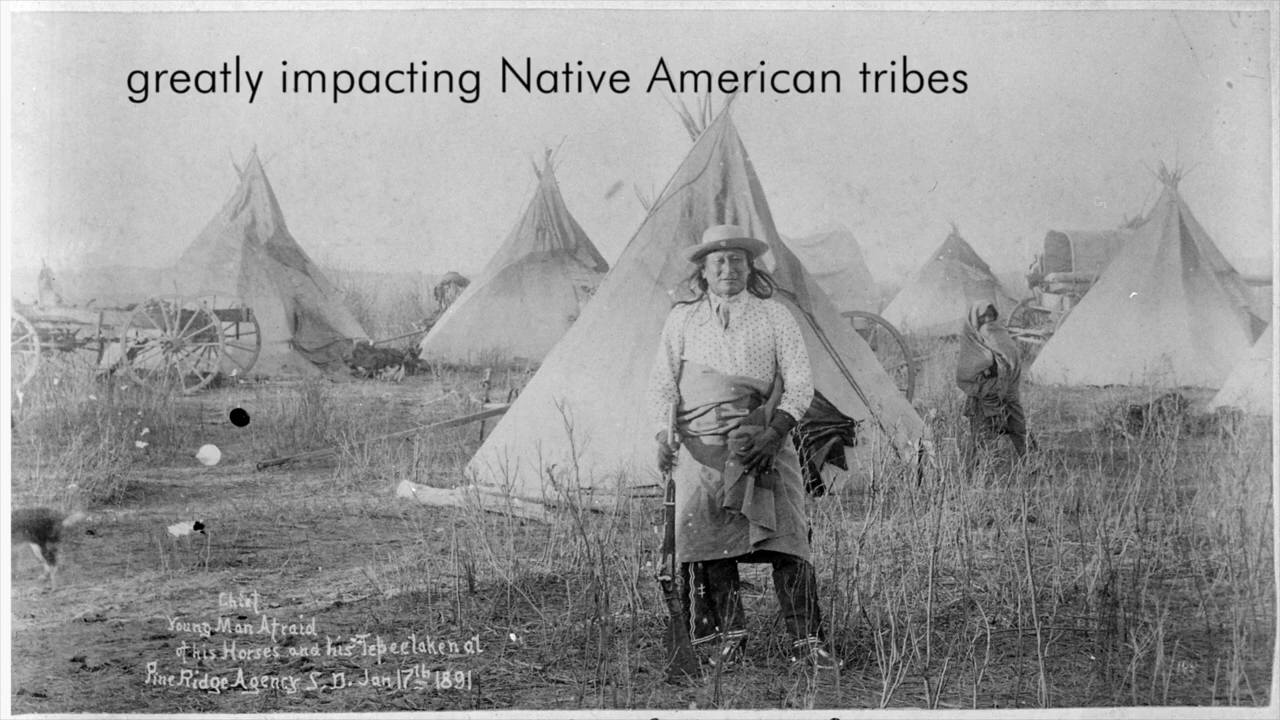 greatly impacting Native American tribes
Chief
Young Man Afraid
of his Horses and his Tepee taken at
Pine Ridge Agency S. D. Jan 17th 1891